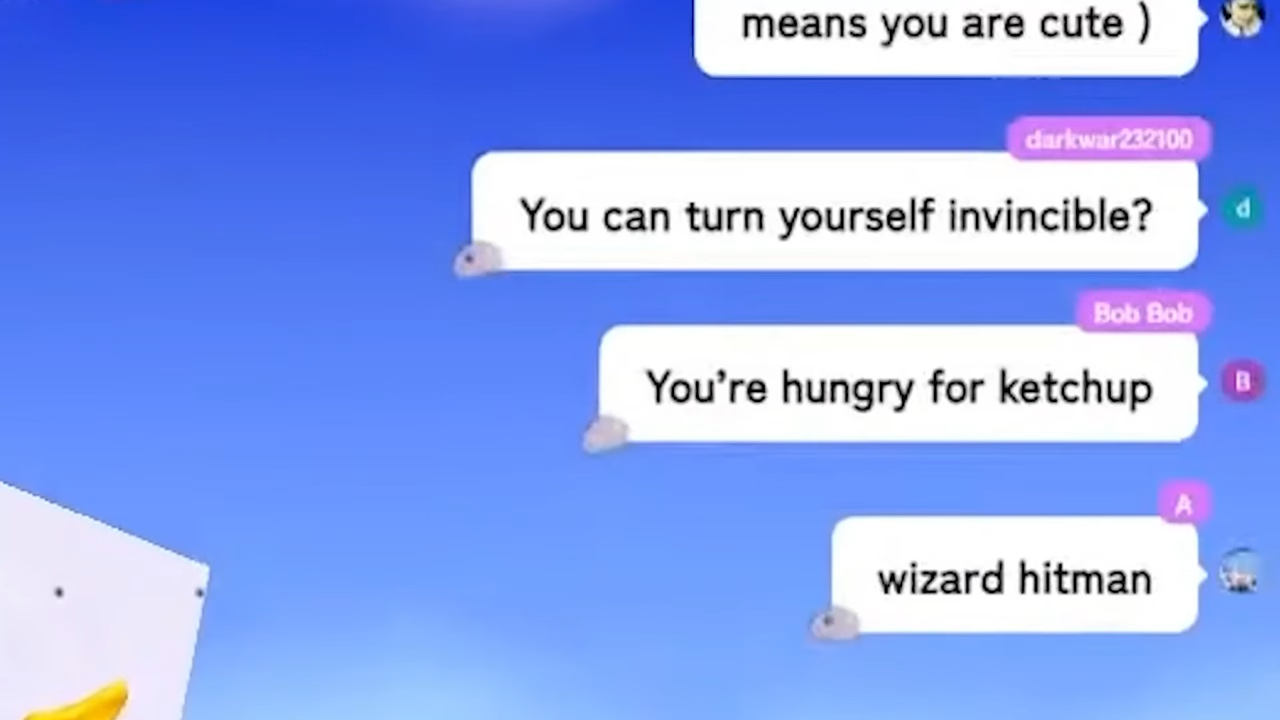 means you are cute )
darkwar232100
You can turn yourself invincible?
d
Bob Bob
You’re hungry for ketchup
B
A
wizard hitman